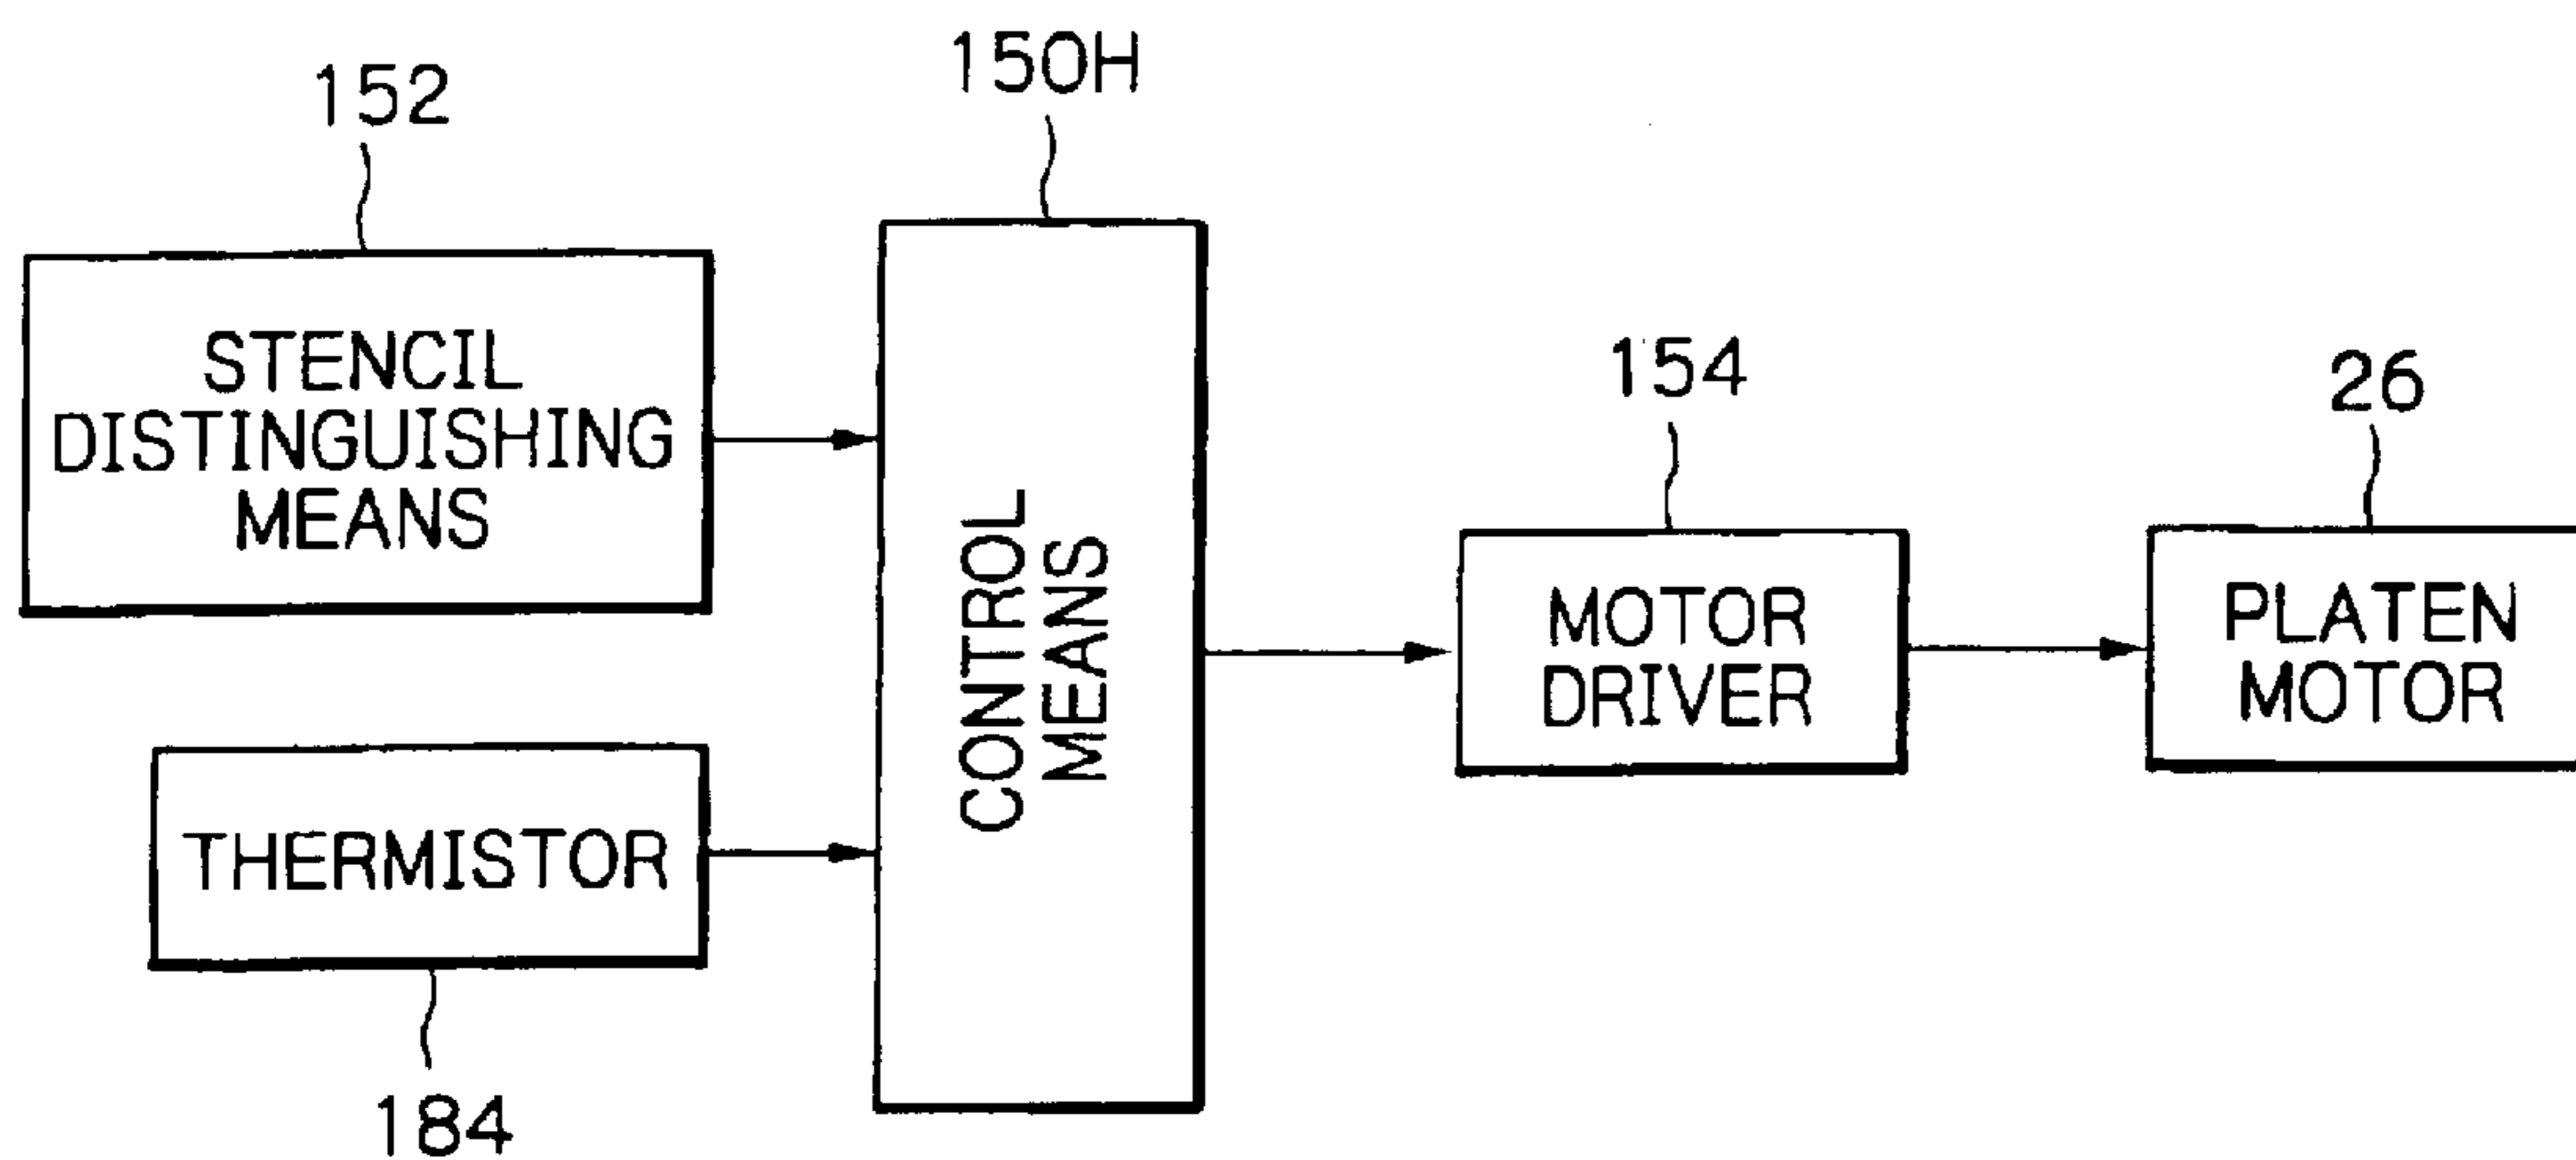 152
STENCIL
DISTINGUISHING
MEANS
THERMISTOR
184
150H
CONTROL
MEANS
154
MOTOR
DRIVER
26
PLATEN
MOTOR